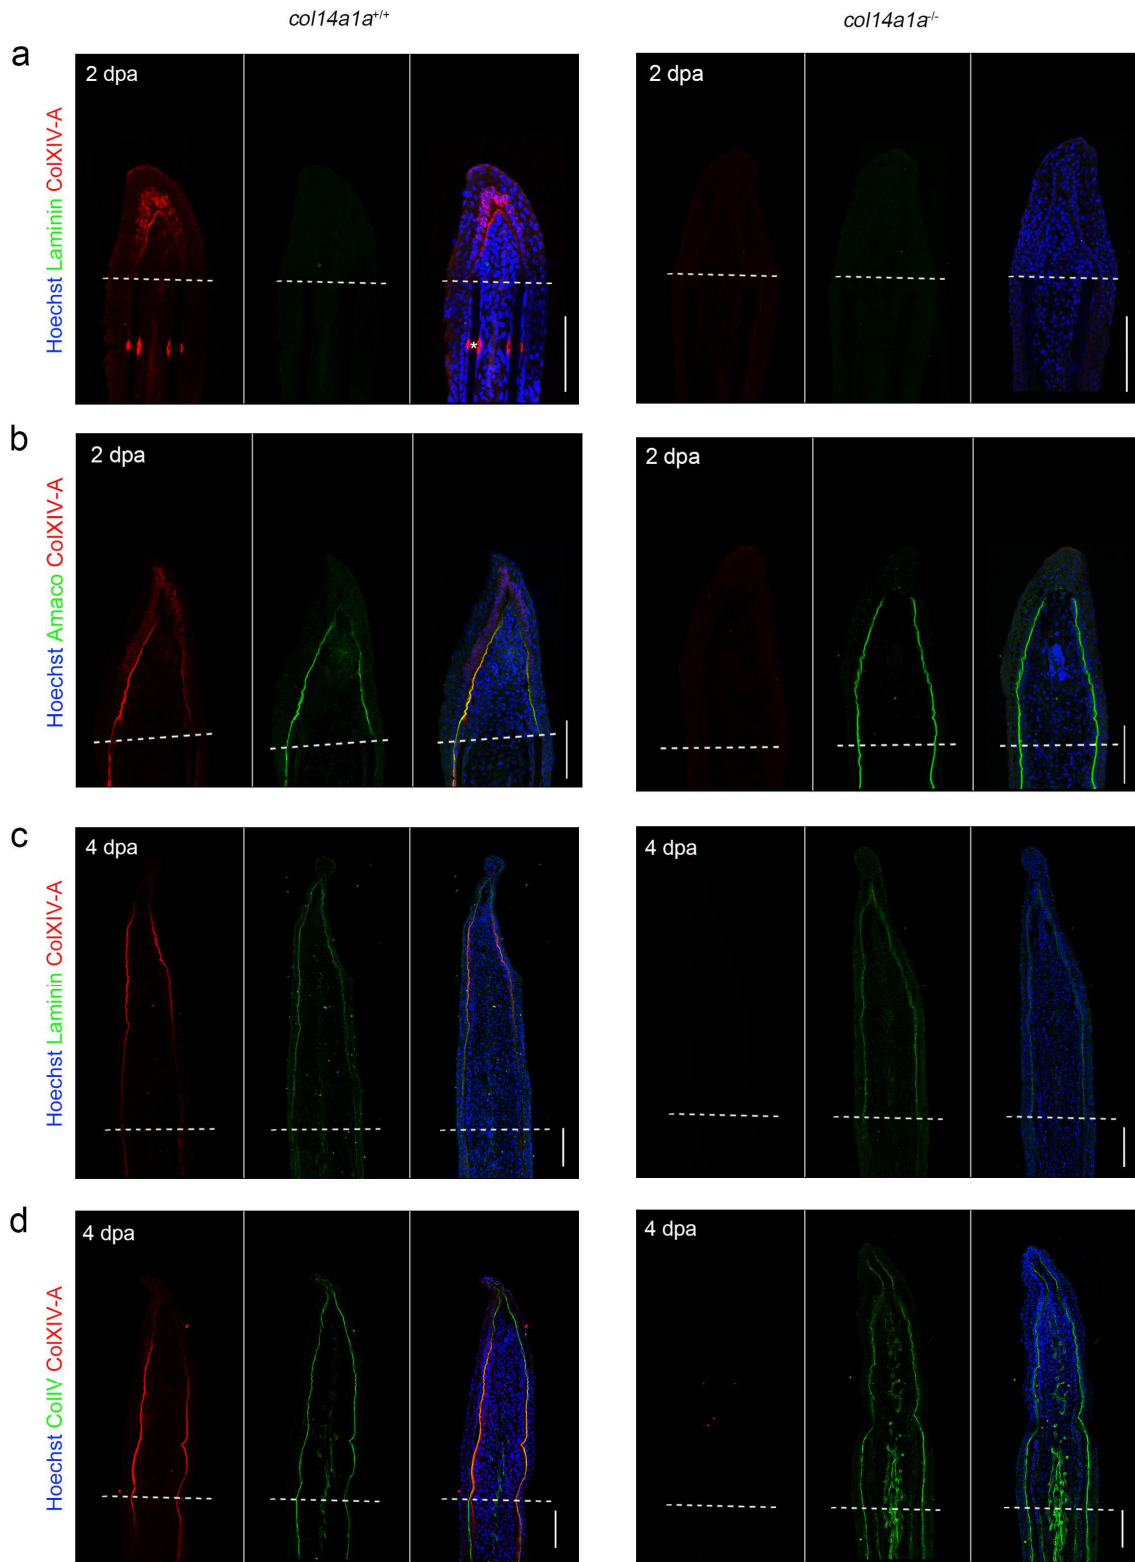 col14a1a+/+
col14a1a-/-
a
Hoechst Laminin ColXIV-A
2 dpa
*
2 dpa
b
Hoechst Amaco ColXIV-A
2 dpa
2 dpa
c
Hoechst Laminin ColXIV-A
4 dpa
4 dpa
d
Hoechst ColIV ColXIV-A
4 dpa
4 dpa